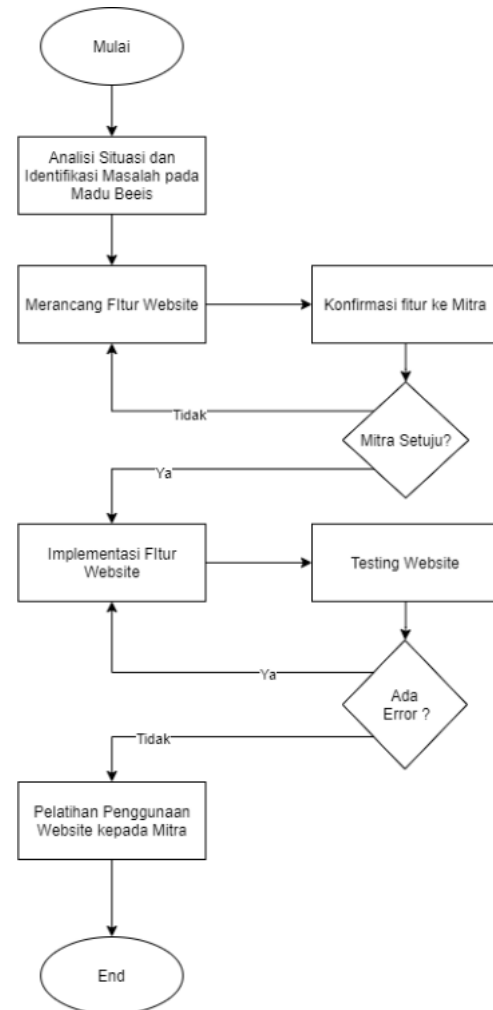 Mulai
Analisi Situasi dan
Identifikasi Masalah pada
Madu Beeis
Merancang FItur Website
Konfirmasi fitur ke Mitra
Tidak
Mitra Setuju?
Ya
Implementasi FItur
Website
Testing Website
Ya
Ada
Error ?
Tidak
Pelatihan Penggunaan
Website kepada Mitra
End